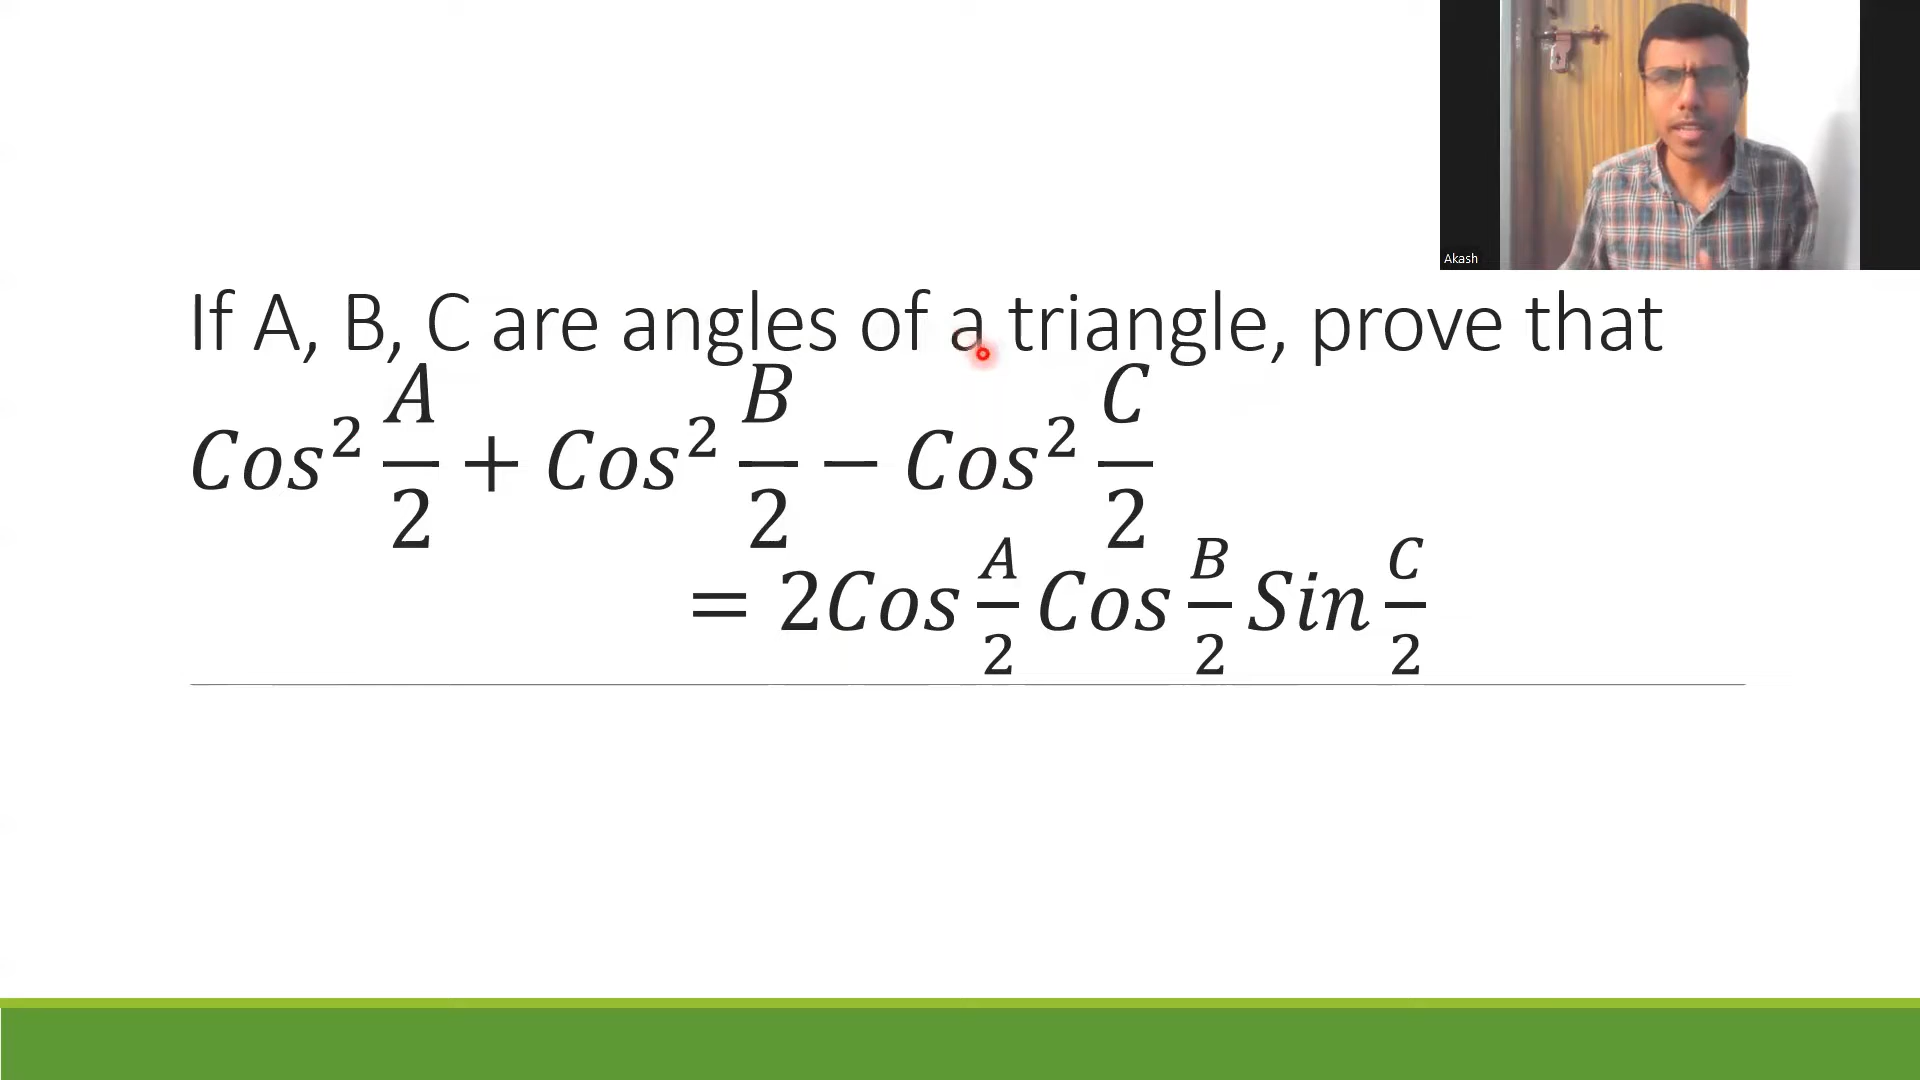 Akash
If A, B, C are angles of a triangle, prove that
Cos² A/2 + Cos² B/2 − Cos² C/2
= 2Cos A/2 Cos B/2 Sin C/2